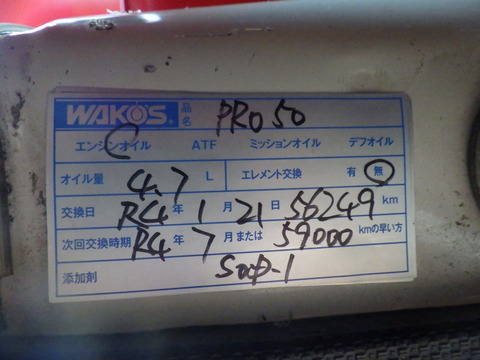 WAKO'S. 品名 PRO50
エンジンオイル ATF ミッションオイル デフオイル
オイル量 4.7 L エレメント交換 有 無
交換日 R4 年 1 月 21 日 56249 km
次回交換時期 R4 年 7 月または 59000 kmの早い方
添加剤